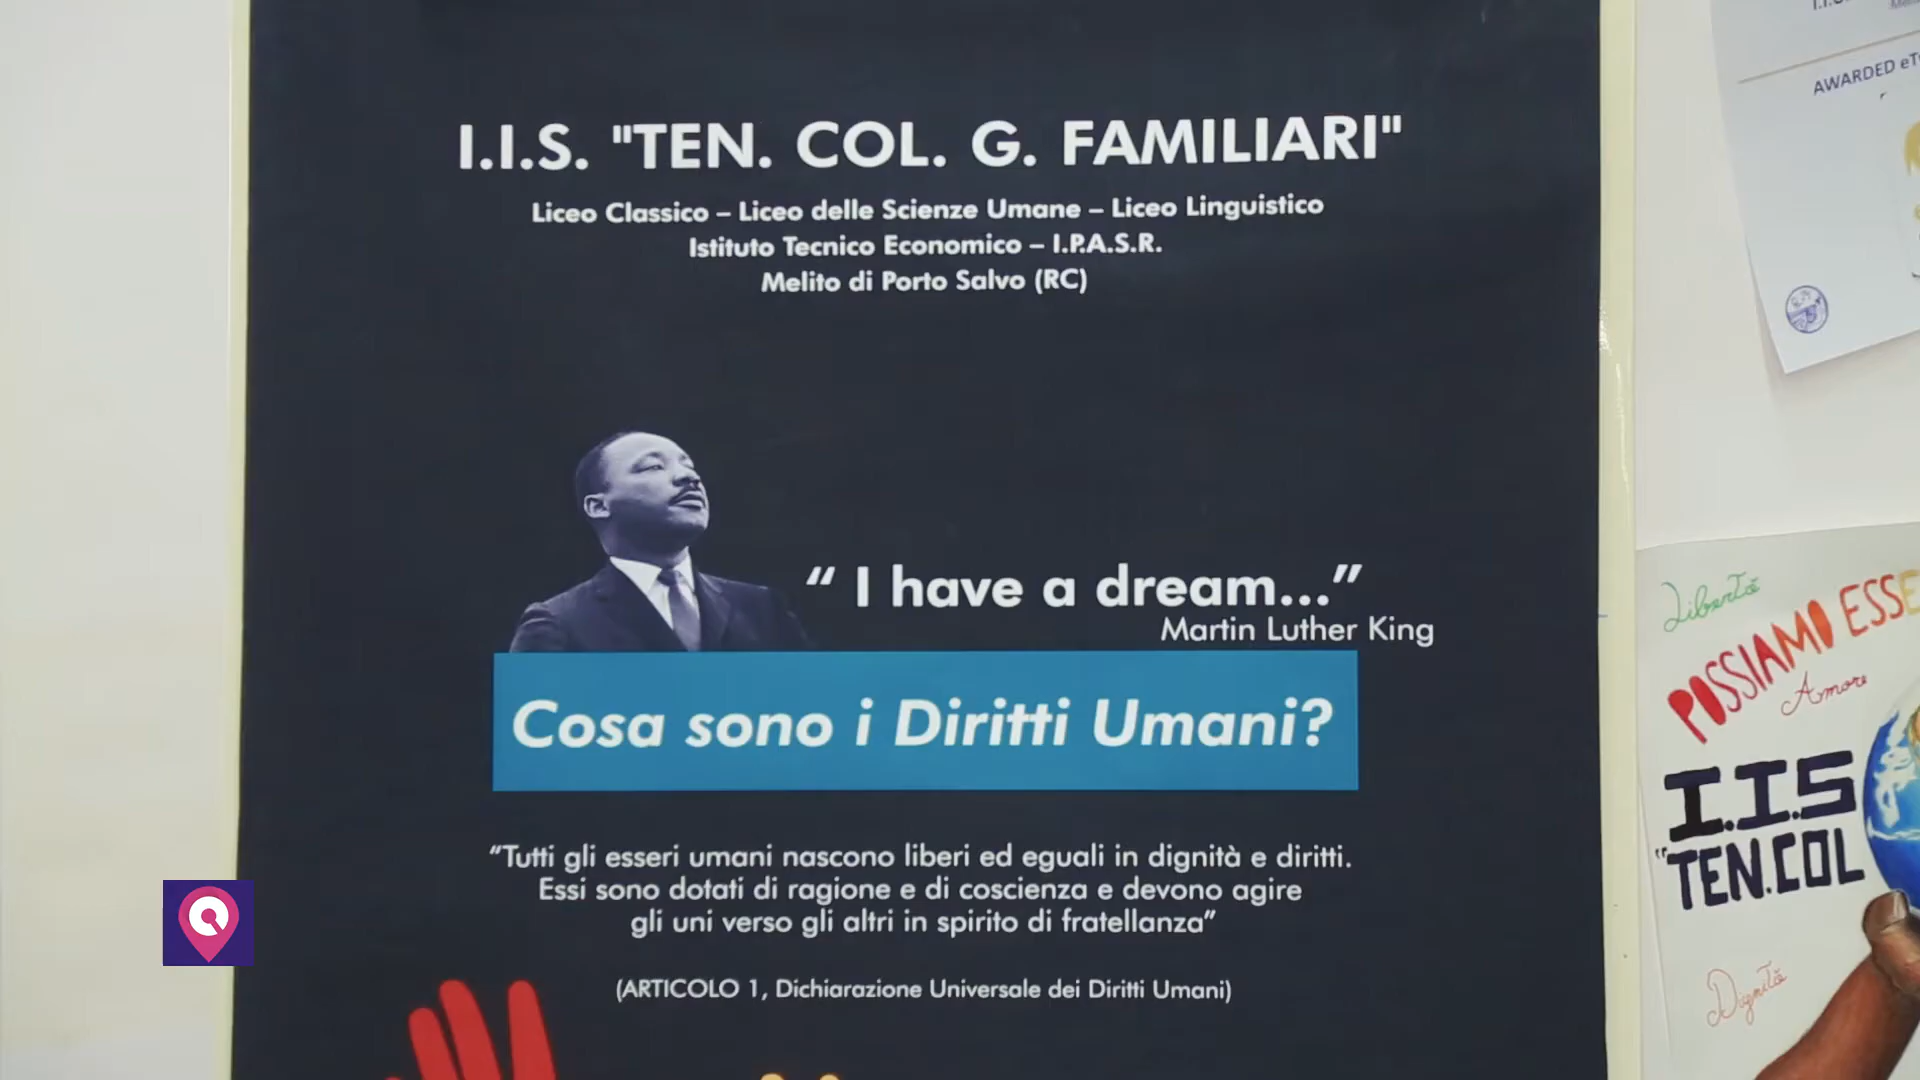 I.I.S. "TEN. COL. G. FAMILIARI"
Liceo Classico – Liceo delle Scienze Umane – Liceo Linguistico
Istituto Tecnico Economico – I.P.A.S.R.
Melito di Porto Salvo (RC)
“ I have a dream...”
Martin Luther King
Cosa sono i Diritti Umani?
“Tutti gli esseri umani nascono liberi ed eguali in dignità e diritti.
Essi sono dotati di ragione e di coscienza e devono agire
gli uni verso gli altri in spirito di fratellanza”
(ARTICOLO 1, Dichiarazione Universale dei Diritti Umani)
AWARDED
Libertà
POSSIAMO
Amore
I.I.S
"TEN.COL
Dignità